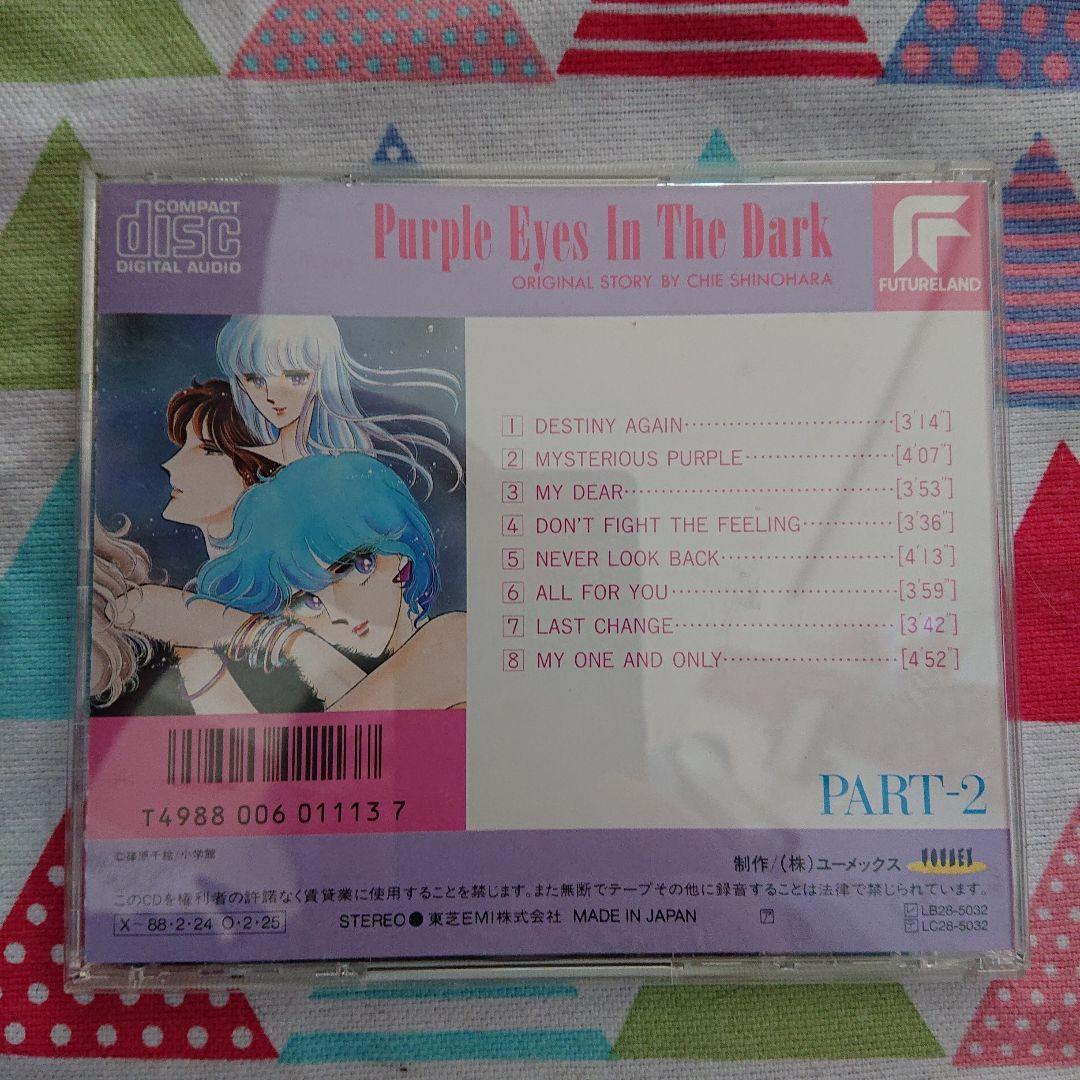 COMPACT
disc
DIGITAL AUDIO
Purple Eyes In The Dark
ORIGINAL STORY BY CHIE SHINOHARA
FUTURELAND
1 DESTINY AGAIN [3'14"]
2 MYSTERIOUS PURPLE [4'07"]
3 MY DEAR [3'53"]
4 DON'T FIGHT THE FEELING [3'36"]
5 NEVER LOOK BACK [4'13"]
6 ALL FOR YOU [3'59"]
7 LAST CHANGE [3'42"]
8 MY ONE AND ONLY [4'52"]
PART-2
T4988 006 01113 7
©篠原千絵/小学館
制作/(株)ユーメックス
このCDを権利者の許諾なく賃貸業に使用することを禁じます。また無断でテープその他に録音することは法律で禁じられています。
X-88・2・24 O・2・25
STEREO● 東芝EMI株式会社 MADE IN JAPAN
ア
レ LB28-5032
テ LC28-5032